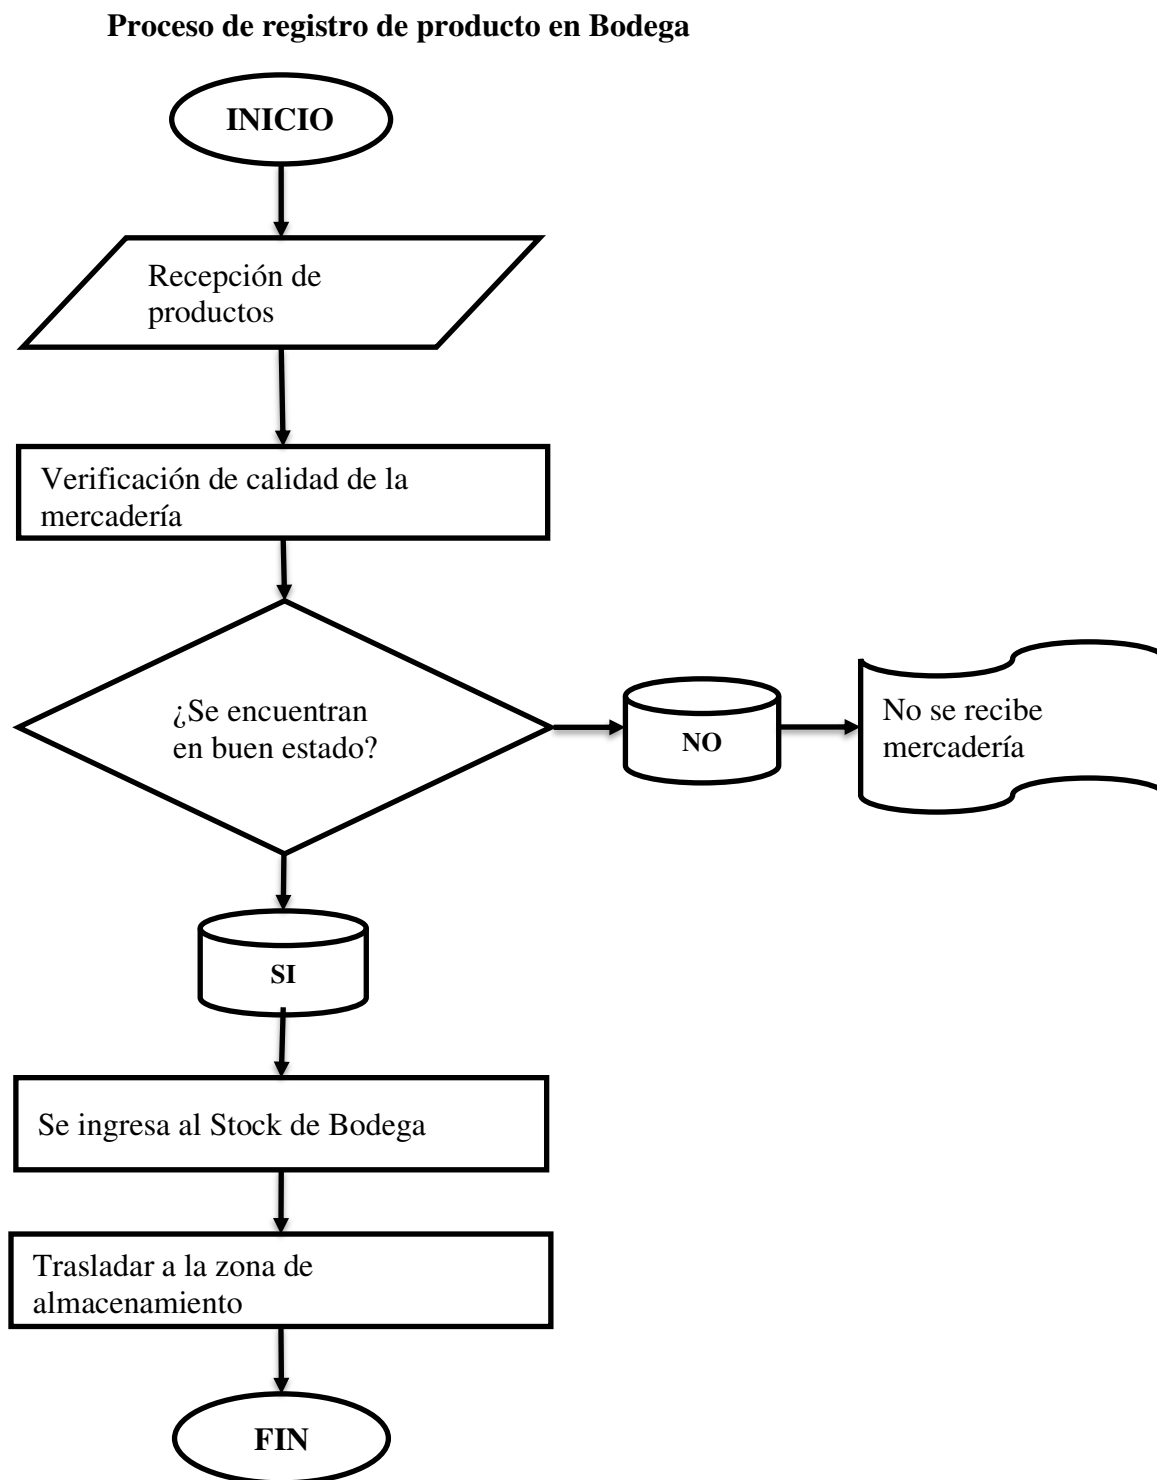 Proceso de registro de producto en Bodega
INICIO
Recepción de
productos
Verificación de calidad de la
mercadería
¿Se encuentran
en buen estado?
NO
No se recibe
mercadería
SI
Se ingresa al Stock de Bodega
Trasladar a la zona de
almacenamiento
FIN